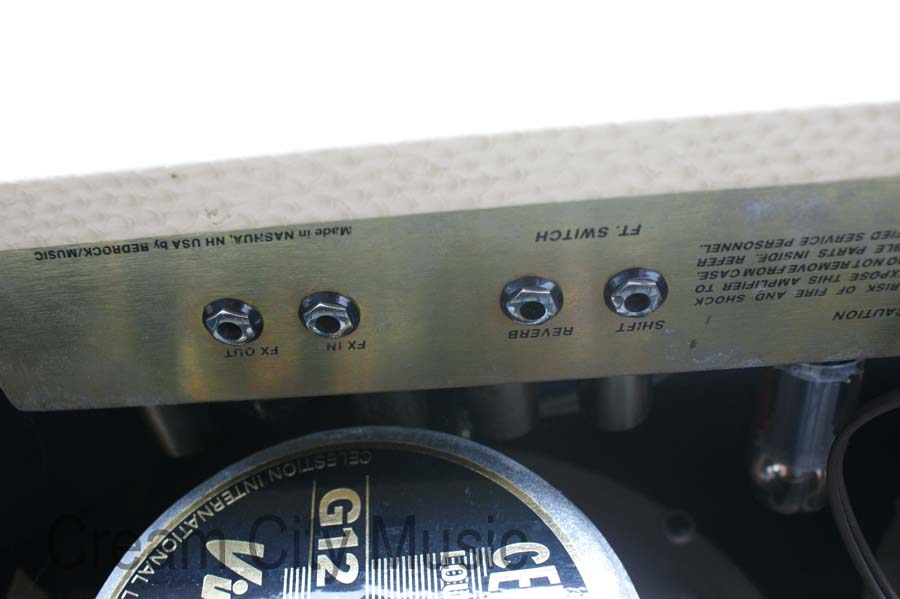 CAUTION
RISK OF FIRE AND SHOCK
EXPOSE THIS AMPLIFIER TO
DO NOT REMOVE FROM CASE.
PARTS INSIDE. REFER
SERVICE PERSONNEL.
FT. SWITCH
SHIFT
REVERB
Made in NASHUA, NH USA by BEDROCK/MUSIC
FX IN
FX OUT
CELESTION INTERNATIONAL
G12
Cream City Music